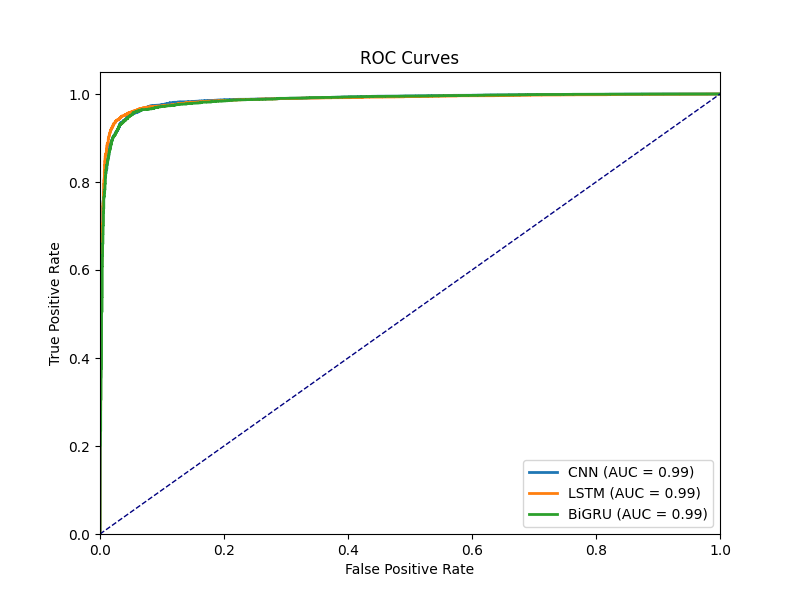 ROC Curves
True Positive Rate
1.0
0.8
0.6
0.4
0.2
0.0
CNN (AUC = 0.99)
LSTM (AUC = 0.99)
BiGRU (AUC = 0.99)
0.0 0.2 0.4 0.6 0.8 1.0
False Positive Rate